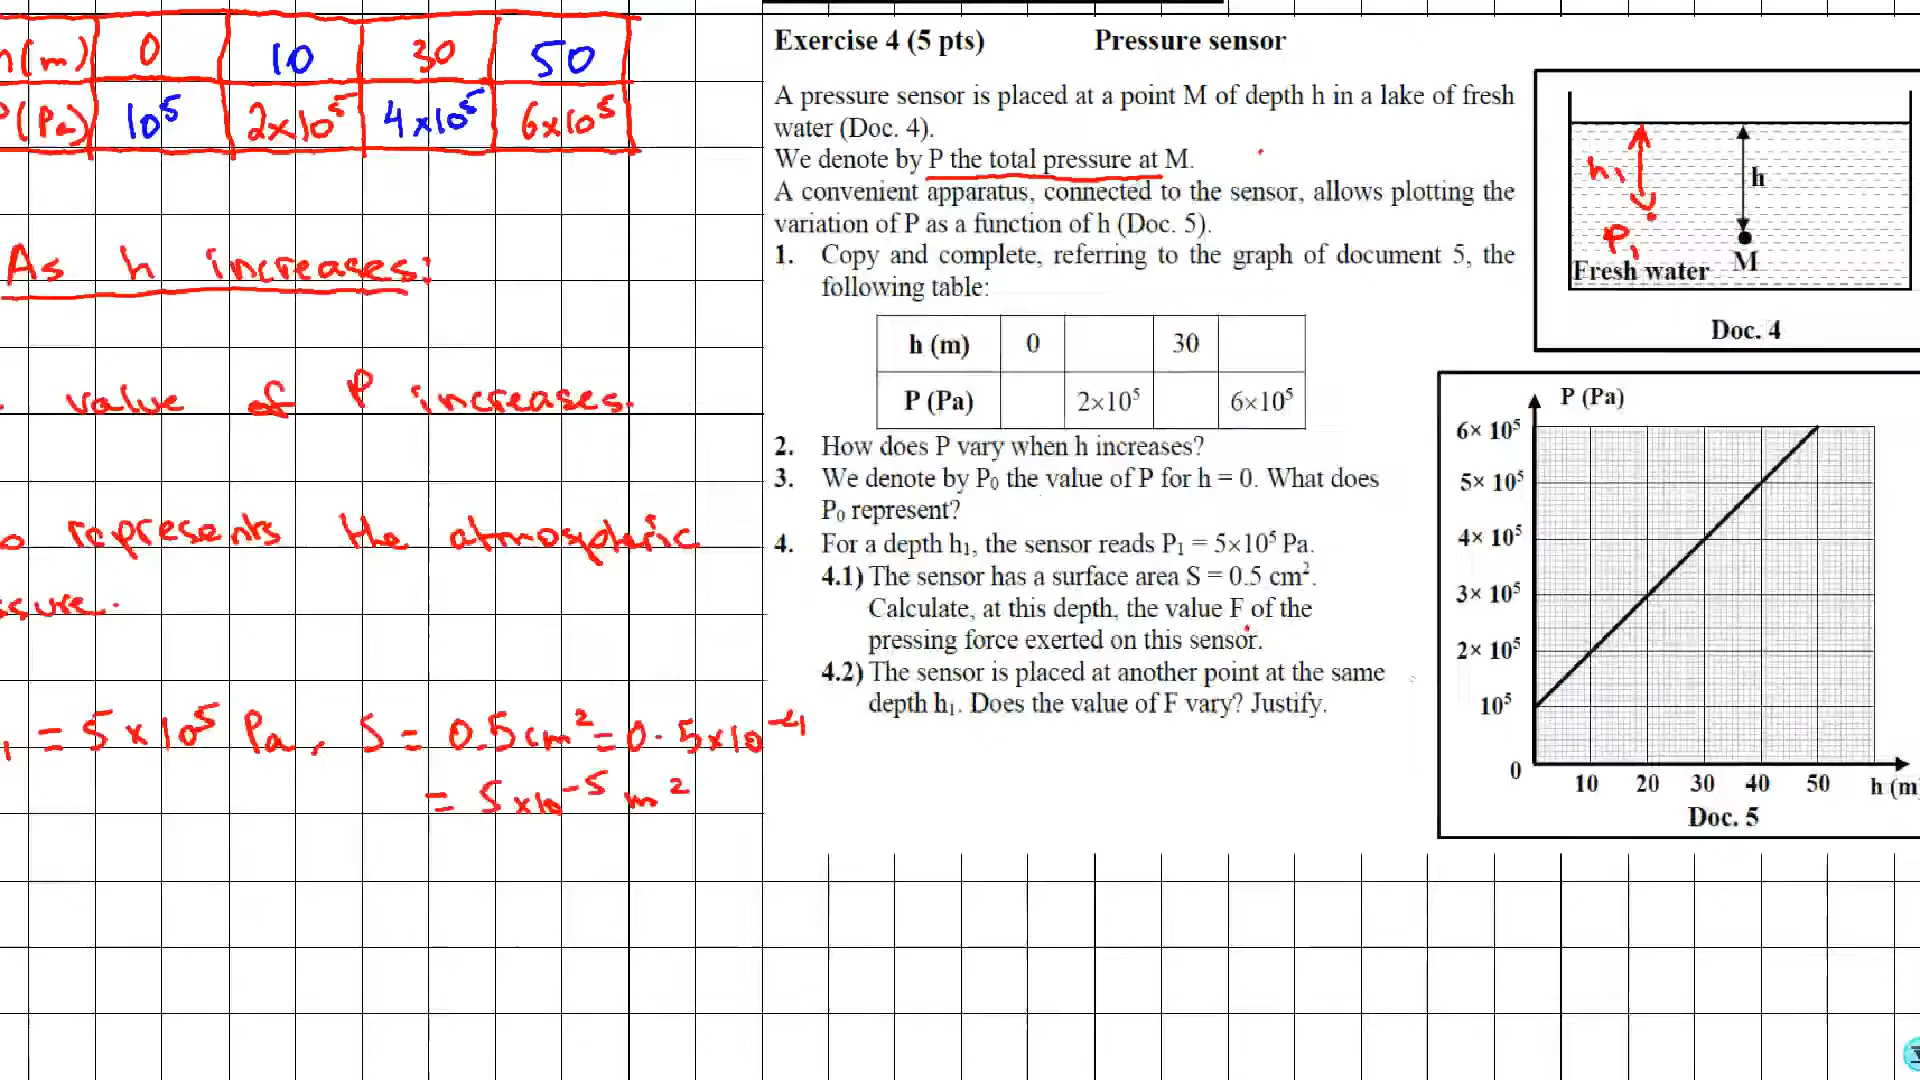 h(m) 0 10 30 50
P(Pa) 10⁵ 2×10⁵ 4×10⁵ 6×10⁵
As h increases:
value of P increases.
represents the atmospheric
= 5×10⁵ Pa, S = 0.5 cm² = 0.5×10⁻⁴
= 5×10⁻⁵ m²
Exercise 4 (5 pts) Pressure sensor
A pressure sensor is placed at a point M of depth h in a lake of fresh
water (Doc. 4).
We denote by P the total pressure at M.
A convenient apparatus, connected to the sensor, allows plotting the
variation of P as a function of h (Doc. 5).
1. Copy and complete, referring to the graph of document 5, the
following table:
h (m) 0 30
P (Pa) 2×10⁵ 6×10⁵
2. How does P vary when h increases?
3. We denote by P₀ the value of P for h = 0. What does
P₀ represent?
4. For a depth h₁, the sensor reads P₁ = 5×10⁵ Pa.
4.1) The sensor has a surface area S = 0.5 cm².
Calculate, at this depth, the value F of the
pressing force exerted on this sensor.
4.2) The sensor is placed at another point at the same
depth h₁. Does the value of F vary? Justify.
h₁
h
P₁
M
Fresh water
Doc. 4
P (Pa)
6× 10⁵
5× 10⁵
4× 10⁵
3× 10⁵
2× 10⁵
10⁵
0
10 20 30 40 50 h (m
Doc. 5